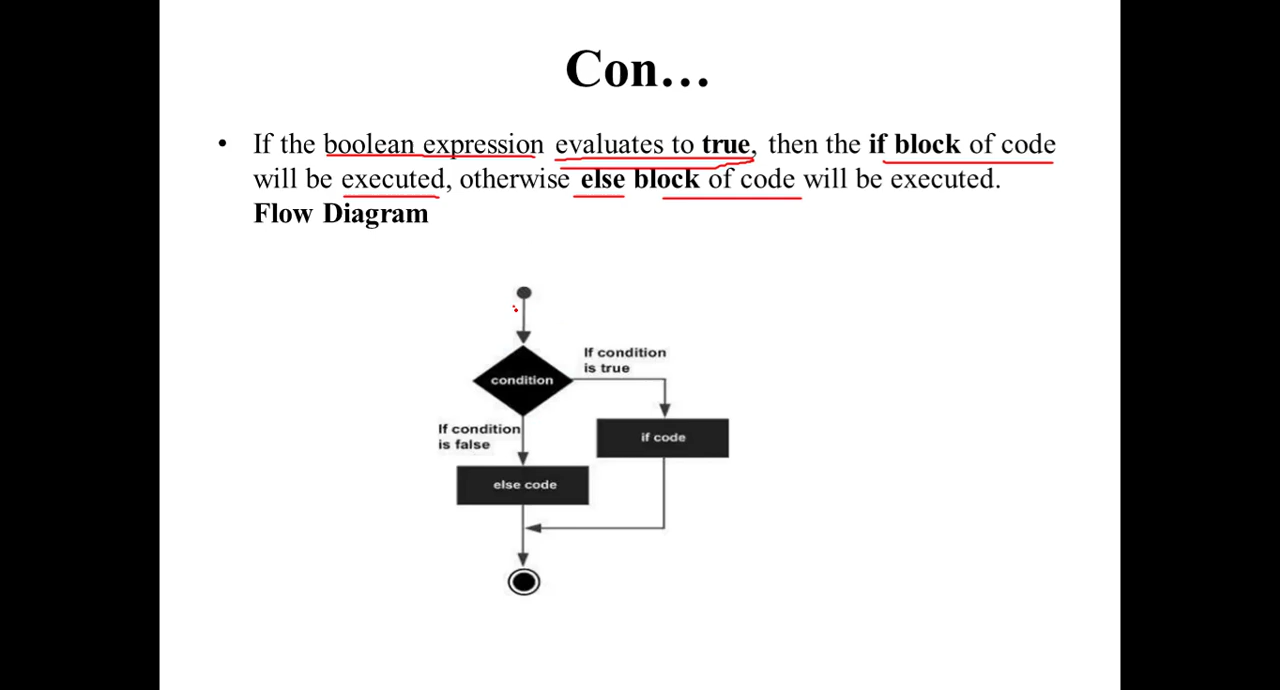 Con…
• If the boolean expression evaluates to true, then the if block of code
will be executed, otherwise else block of code will be executed.
Flow Diagram
If condition
is true
condition
If condition
is false
if code
else code